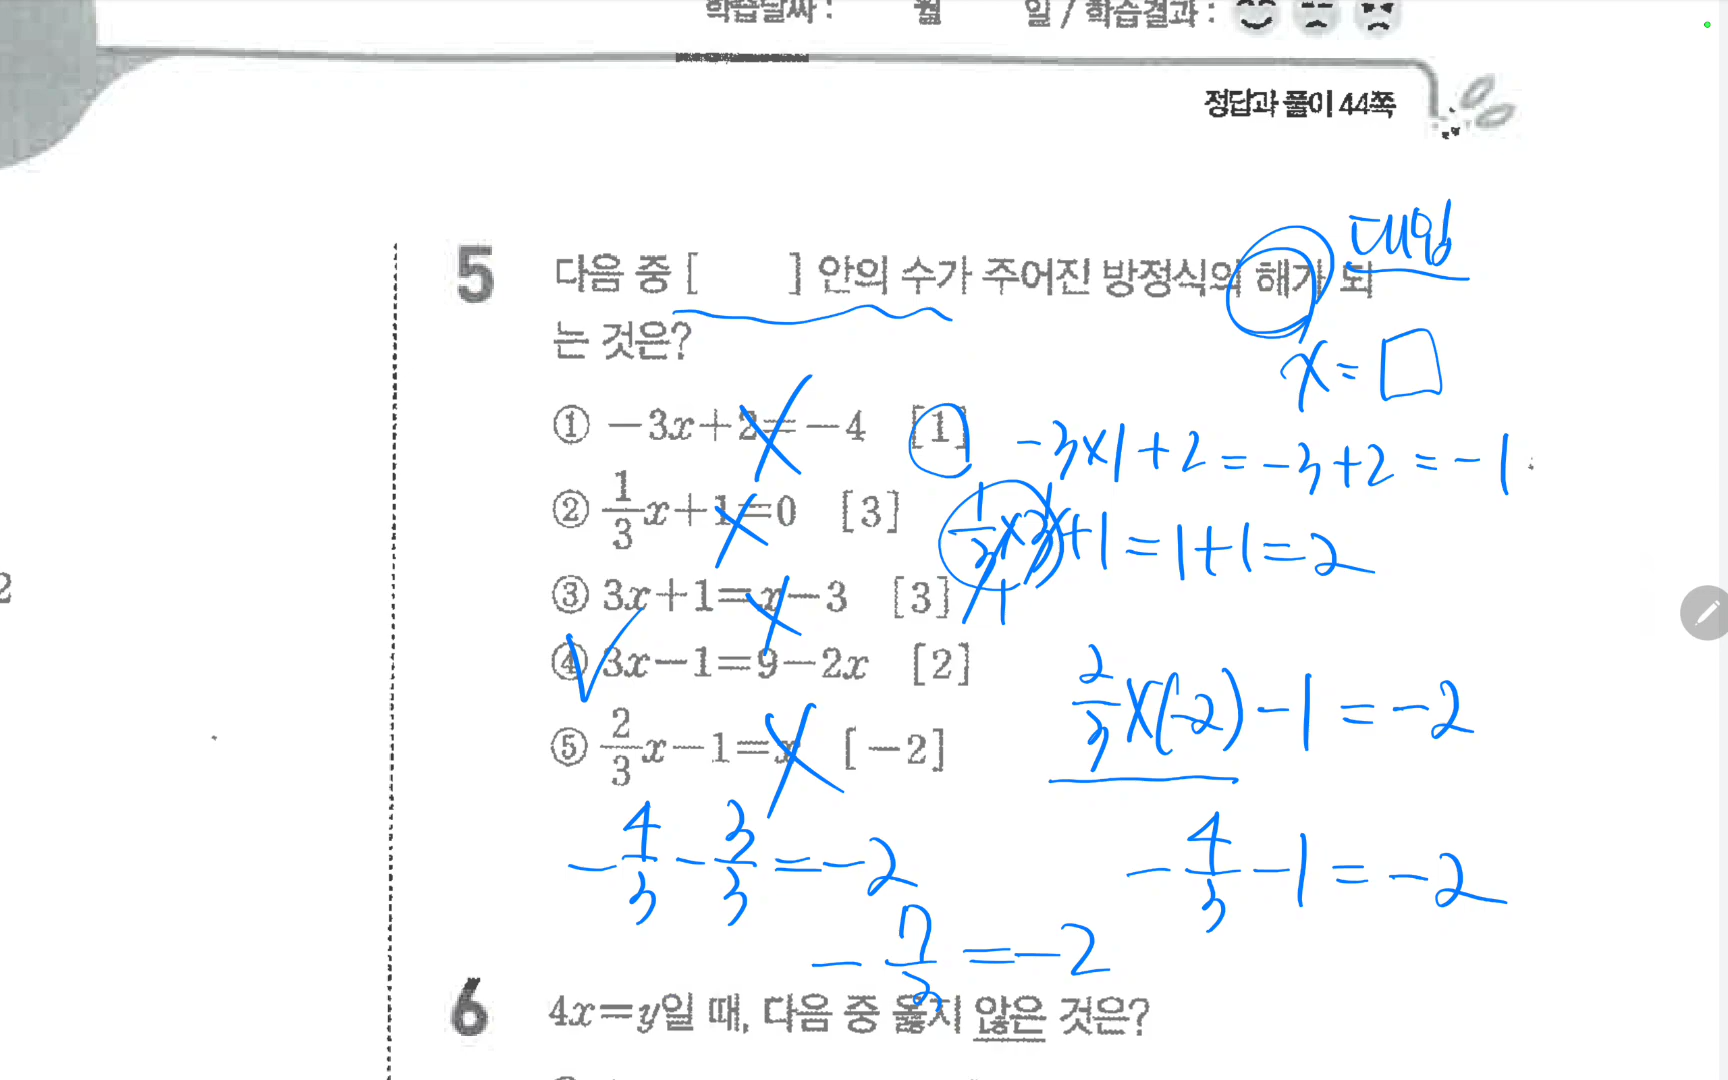 학습날짜 : 월 일 / 학습결과 :
정답과 풀이 44쪽
대입
5 다음 중 [ ] 안의 수가 주어진 방정식의 해가 되
는 것은?
x = □
① -3x+2=-4 [1] -3×1+2=-3+2=-1
② 1/3x+1=0 [3] 1/3×3+1=1+1=2
③ 3x+1=x-3 [3]
④ 3x-1=9-2x [2]
⑤ 2/3x-1=x [-2] 2/3×(-2)-1=-2
-4/3-3/3=-2 -4/3-1=-2
-7/3=-2
6 4x=y일 때, 다음 중 옳지 않은 것은?
2